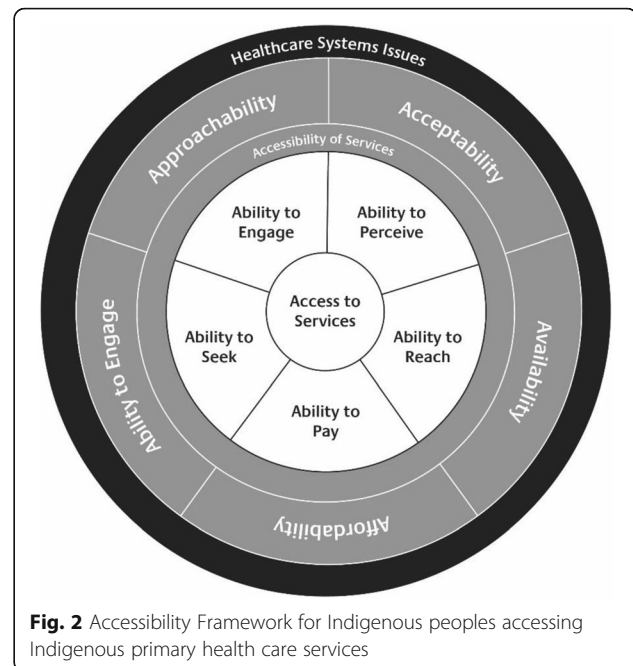 Healthcare Systems Issues
Approachability
Acceptability
Accessibility of Services
Ability to
Engage
Ability to
Perceive
Access to
Services
Ability to
Seek
Ability to
Reach
Ability to
Pay
Ability to Engage
Availability
Affordability
Fig. 2 Accessibility Framework for Indigenous peoples accessing
Indigenous primary health care services